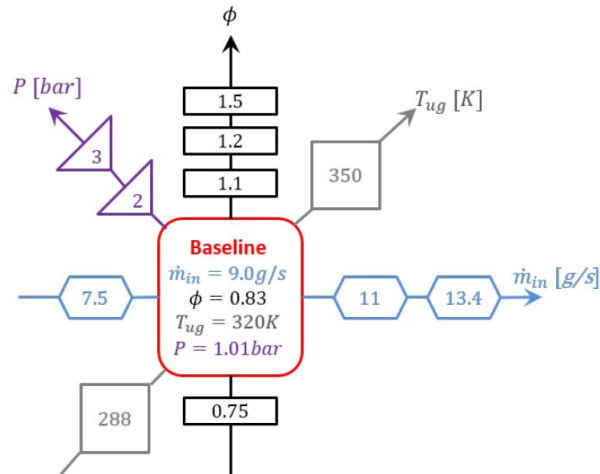 ϕ
P [bar]
T_ug [K]
1.5
1.2
3
1.1
350
2
Baseline
ṁ_in = 9.0g/s
ϕ = 0.83
T_ug = 320K
P = 1.01bar
7.5
11
13.4
ṁ_in [g/s]
288
0.75